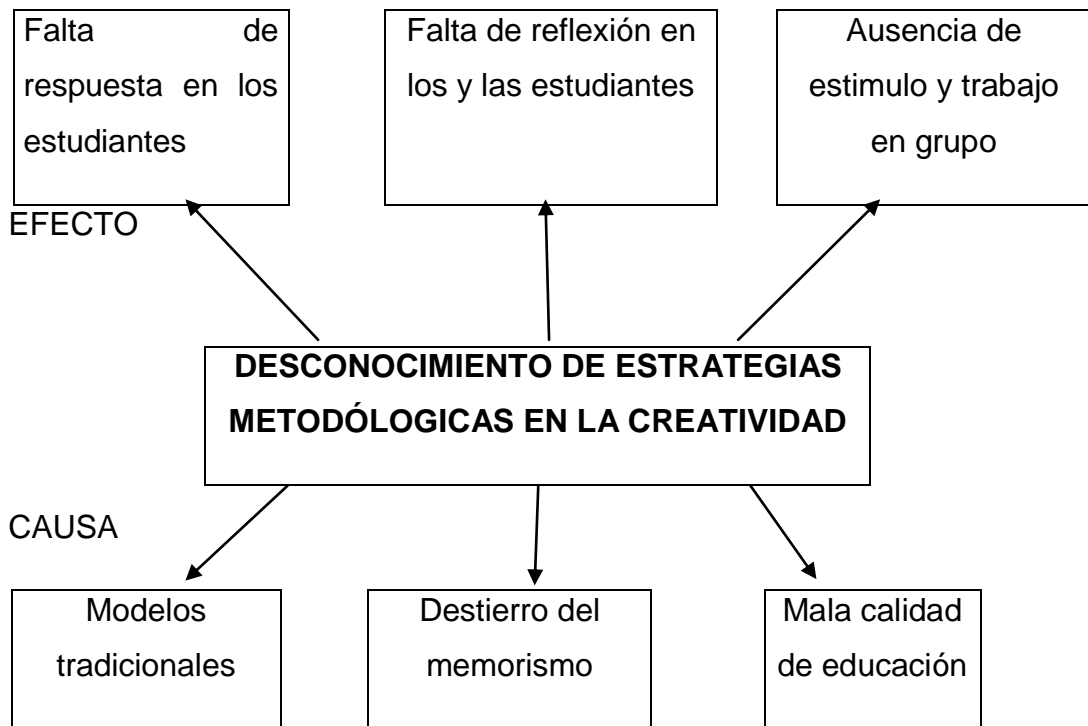 Falta de
respuesta en los
estudiantes
Falta de reflexión en
los y las estudiantes
Ausencia de
estimulo y trabajo
en grupo
EFECTO
DESCONOCIMIENTO DE ESTRATEGIAS
METODÓLOGICAS EN LA CREATIVIDAD
CAUSA
Modelos
tradicionales
Destierro del
memorismo
Mala calidad
de educación